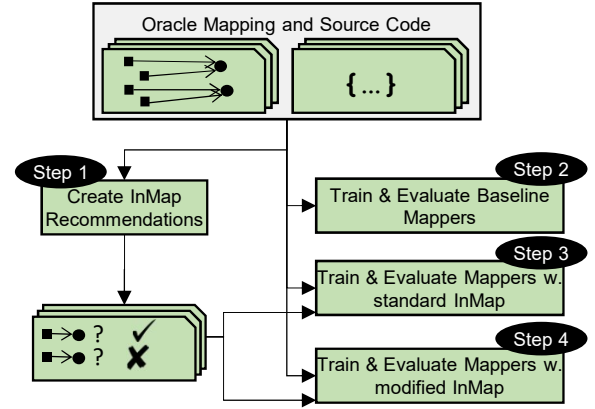 Oracle Mapping and Source Code
{ ... }
Step 1
Create InMap
Recommendations
Step 2
Train & Evaluate Baseline
Mappers
Step 3
Train & Evaluate Mappers w.
standard InMap
?
?
Step 4
Train & Evaluate Mappers w.
modified InMap